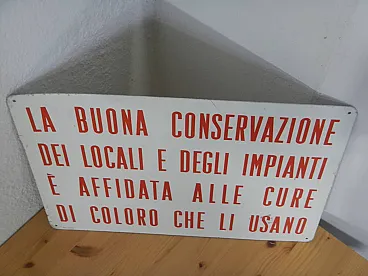 LA BUONA CONSERVAZIONE
DEI LOCALI E DEGLI IMPIANTI
È AFFIDATA ALLE CURE
DI COLORO CHE LI USANO